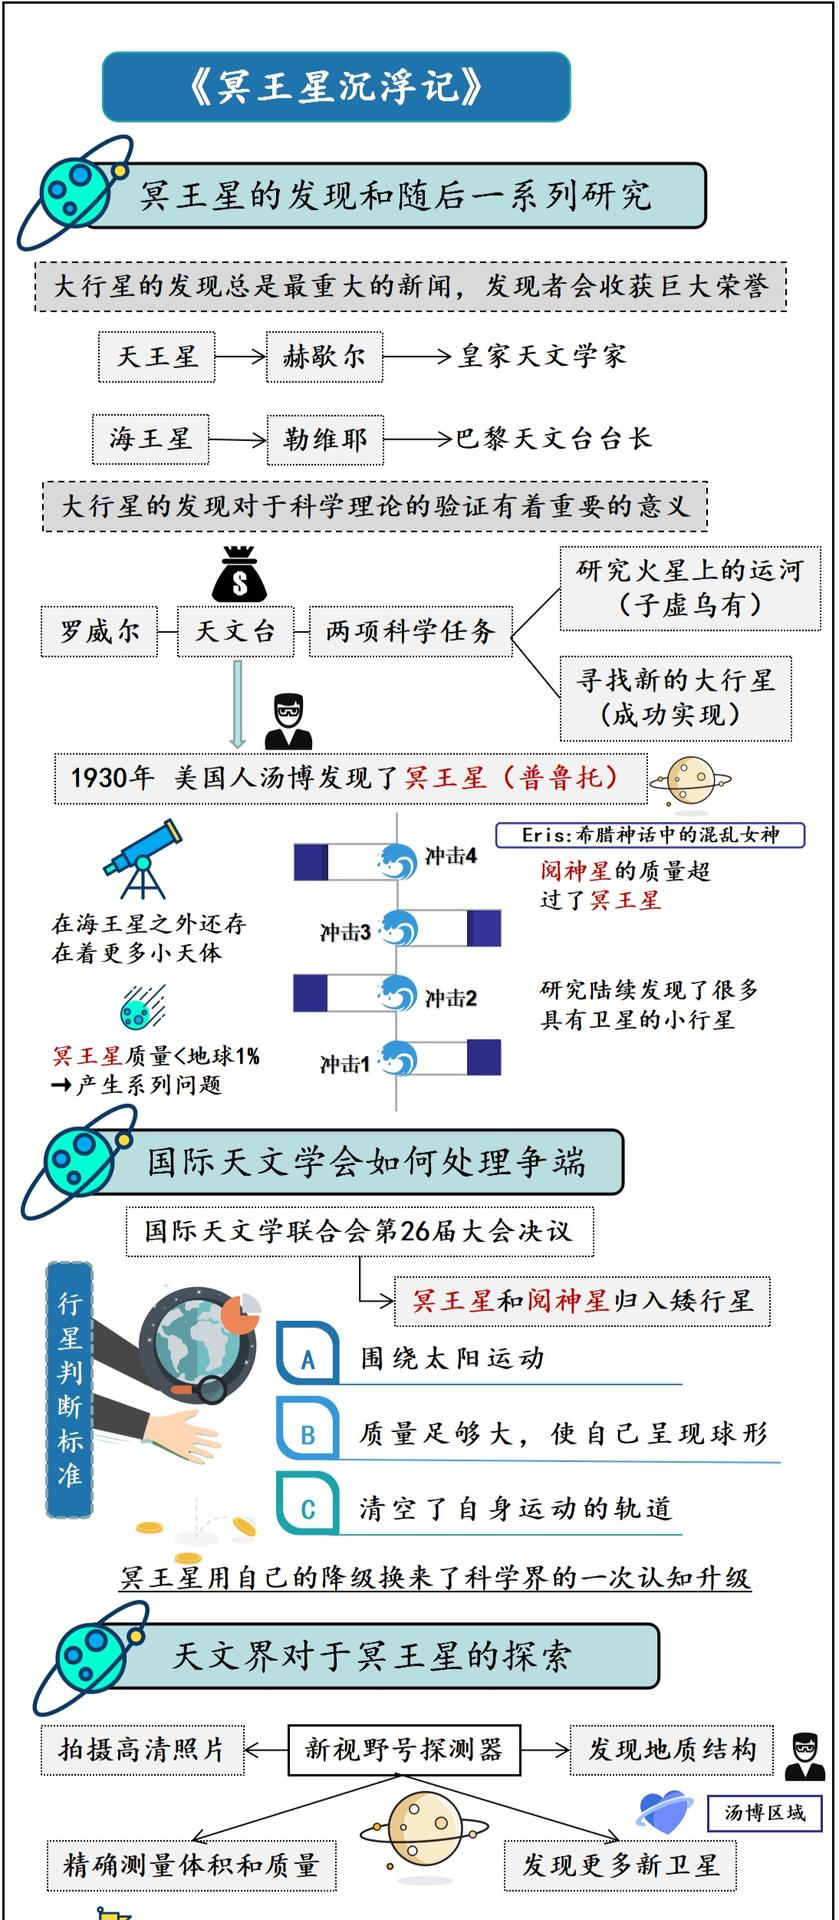 《冥王星沉浮记》
冥王星的发现和随后一系列研究
大行星的发现总是最重大的新闻，发现者会收获巨大荣誉
天王星
赫歇尔
皇家天文学家
海王星
勒维耶
巴黎天文台台长
大行星的发现对于科学理论的验证有着重要的意义
$
罗威尔
天文台
两项科学任务
研究火星上的运河
（子虚乌有）
寻找新的大行星
（成功实现）
1930年 美国人汤博发现了冥王星（普鲁托）
冲击4
Eris:希腊神话中的混乱女神
阋神星的质量超
过了冥王星
在海王星之外还存
在着更多小天体
冲击3
冲击2
研究陆续发现了很多
具有卫星的小行星
冥王星质量<地球1%
→产生系列问题
冲击1
国际天文学会如何处理争端
国际天文学联合会第26届大会决议
冥王星和阋神星归入矮行星
行星判断标准
A 围绕太阳运动
B 质量足够大，使自己呈现球形
C 清空了自身运动的轨道
冥王星用自己的降级换来了科学界的一次认知升级
天文界对于冥王星的探索
拍摄高清照片
新视野号探测器
发现地质结构
汤博区域
精确测量体积和质量
发现更多新卫星